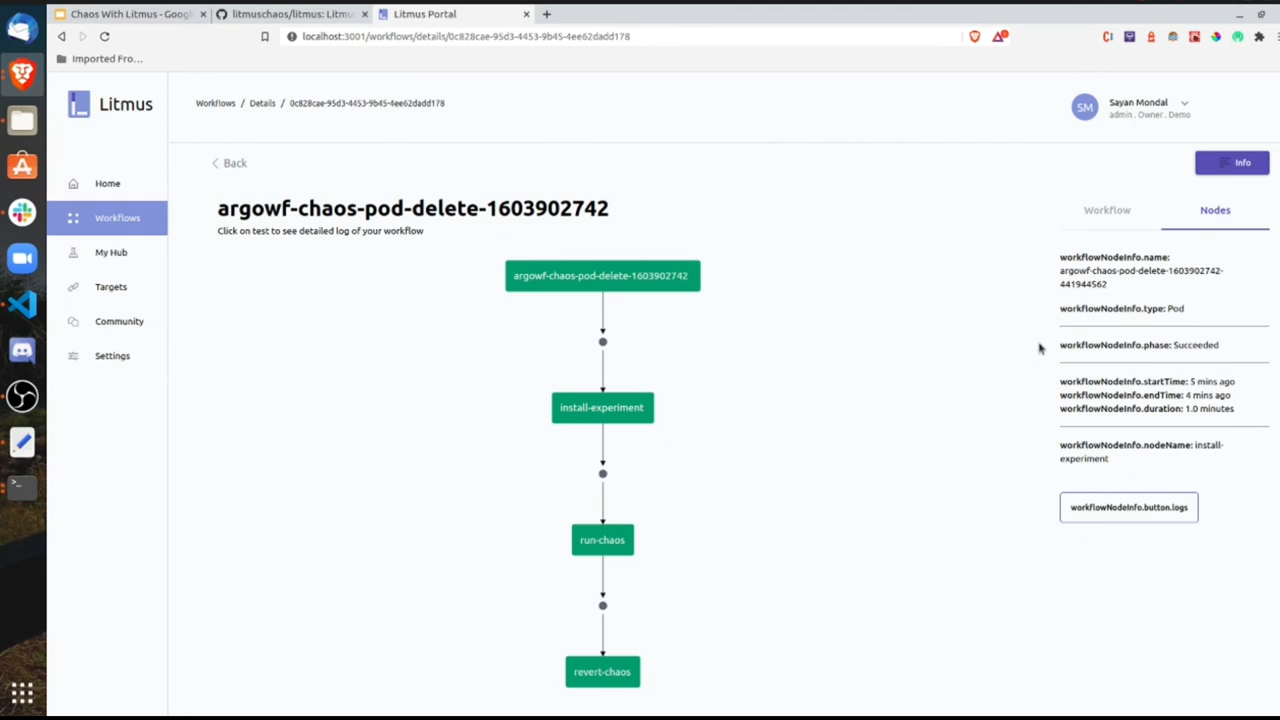 Chaos With Litmus - Googl
litmuschaos/litmus: Litmu
Litmus Portal
localhost:3001/workflows/details/0c828cae-95d3-4453-9b45-4ee62dadd178
Imported Fro...
Litmus
Workflows / Details / 0c828cae-95d3-4453-9b45-4ee62dadd178
SM
Sayan Mondal
admin . Owner . Demo
Home
Workflows
My Hub
Targets
Community
Settings
Back
Info
argowf-chaos-pod-delete-1603902742
Click on test to see detailed log of your workflow
argowf-chaos-pod-delete-1603902742
install-experiment
run-chaos
revert-chaos
Workflow
Nodes
workflowNodeInfo.name:
argowf-chaos-pod-delete-1603902742-
441944562
workflowNodeInfo.type: Pod
workflowNodeInfo.phase: Succeeded
workflowNodeInfo.startTime: 5 mins ago
workflowNodeInfo.endTime: 4 mins ago
workflowNodeInfo.duration: 1.0 minutes
workflowNodeInfo.nodeName: install-
experiment
workflowNodeInfo.button.logs